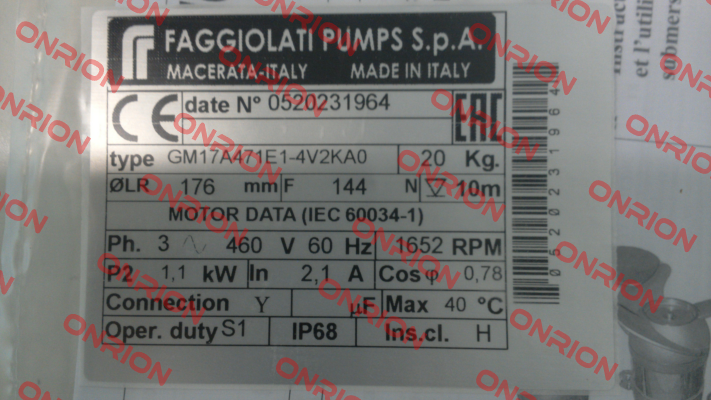 FAGGIOLATI PUMPS S.p.A.
MACERATA-ITALY MADE IN ITALY
CE date N° 0520231964 EAC
type GM17A471E1-4V2KA0 20 Kg.
ØLR 176 mm F 144 N 10m
MOTOR DATA (IEC 60034-1)
Ph. 3 460 V 60 Hz 1652 RPM
P2 1,1 kW In 2,1 A Cosφ 0,78
Connection Y µF Max 40 °C
Oper. duty S1 IP68 Ins.cl. H
0520231964
et l'utili
submers
ONRION